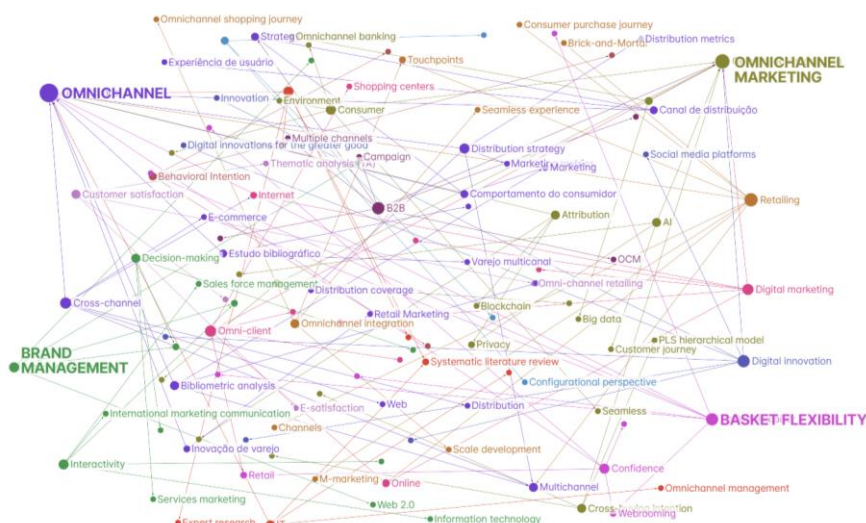 Omnichannel shopping journey
Consumer purchase journey
Omnichannel banking
Distribution metrics
Experiência de usuário
Touchpoints
OMNICHANNEL
MARKETING
OMNICHANNEL
Innovation
Environment
Shopping centers
Consumer
Seamless experience
Canal de distribuição
Multiple channels
Digital innovations for the greater good
Distribution strategy
Campaign
Marketing
Social media platforms
Behavioral Intention
Customer satisfaction
Internet
Comportamento do consumidor
Retailing
B2B
E-commerce
Attribution
AI
Estudo bibliográfico
Decision-making
Varejo multicanal
OCM
Sales force management
Distribution coverage
Omni-channel retailing
Digital marketing
Cross-channel
Retail Marketing
Blockchain
Omnichannel integration
Big data
Omni-client
Privacy
PLS hierarchical model
Customer journey
BRAND
MANAGEMENT
Systematic literature review
Digital innovation
Bibliometric analysis
Configurational perspective
International marketing communication
E-satisfaction
Web
Distribution
Seamless
BASKET FLEXIBILITY
Channels
Inovação de varejo
Scale development
Interactivity
Retail
M-marketing
Online
Confidence
Multichannel
Omnichannel management
Services marketing
Web 2.0
Webrooming
Expert research
Information technology